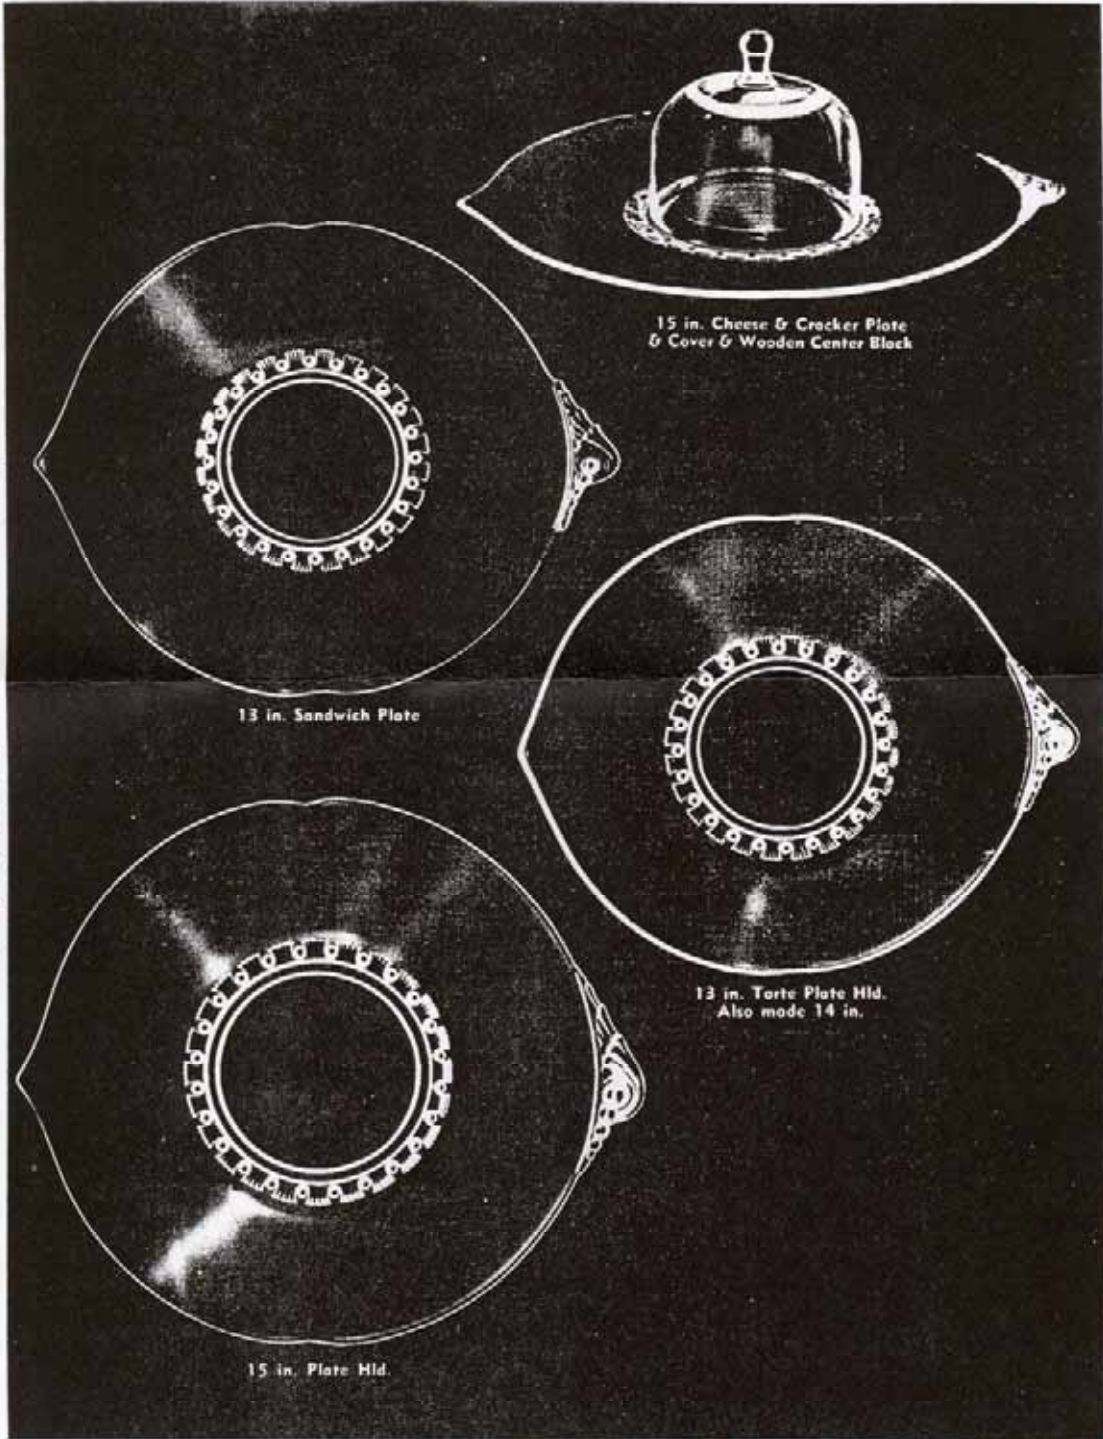 15 in. Cheese & Cracker Plate
& Cover & Wooden Center Block
13 in. Sandwich Plate
13 in. Torte Plate Hld.
Also made 14 in.
15 in. Plate Hld.